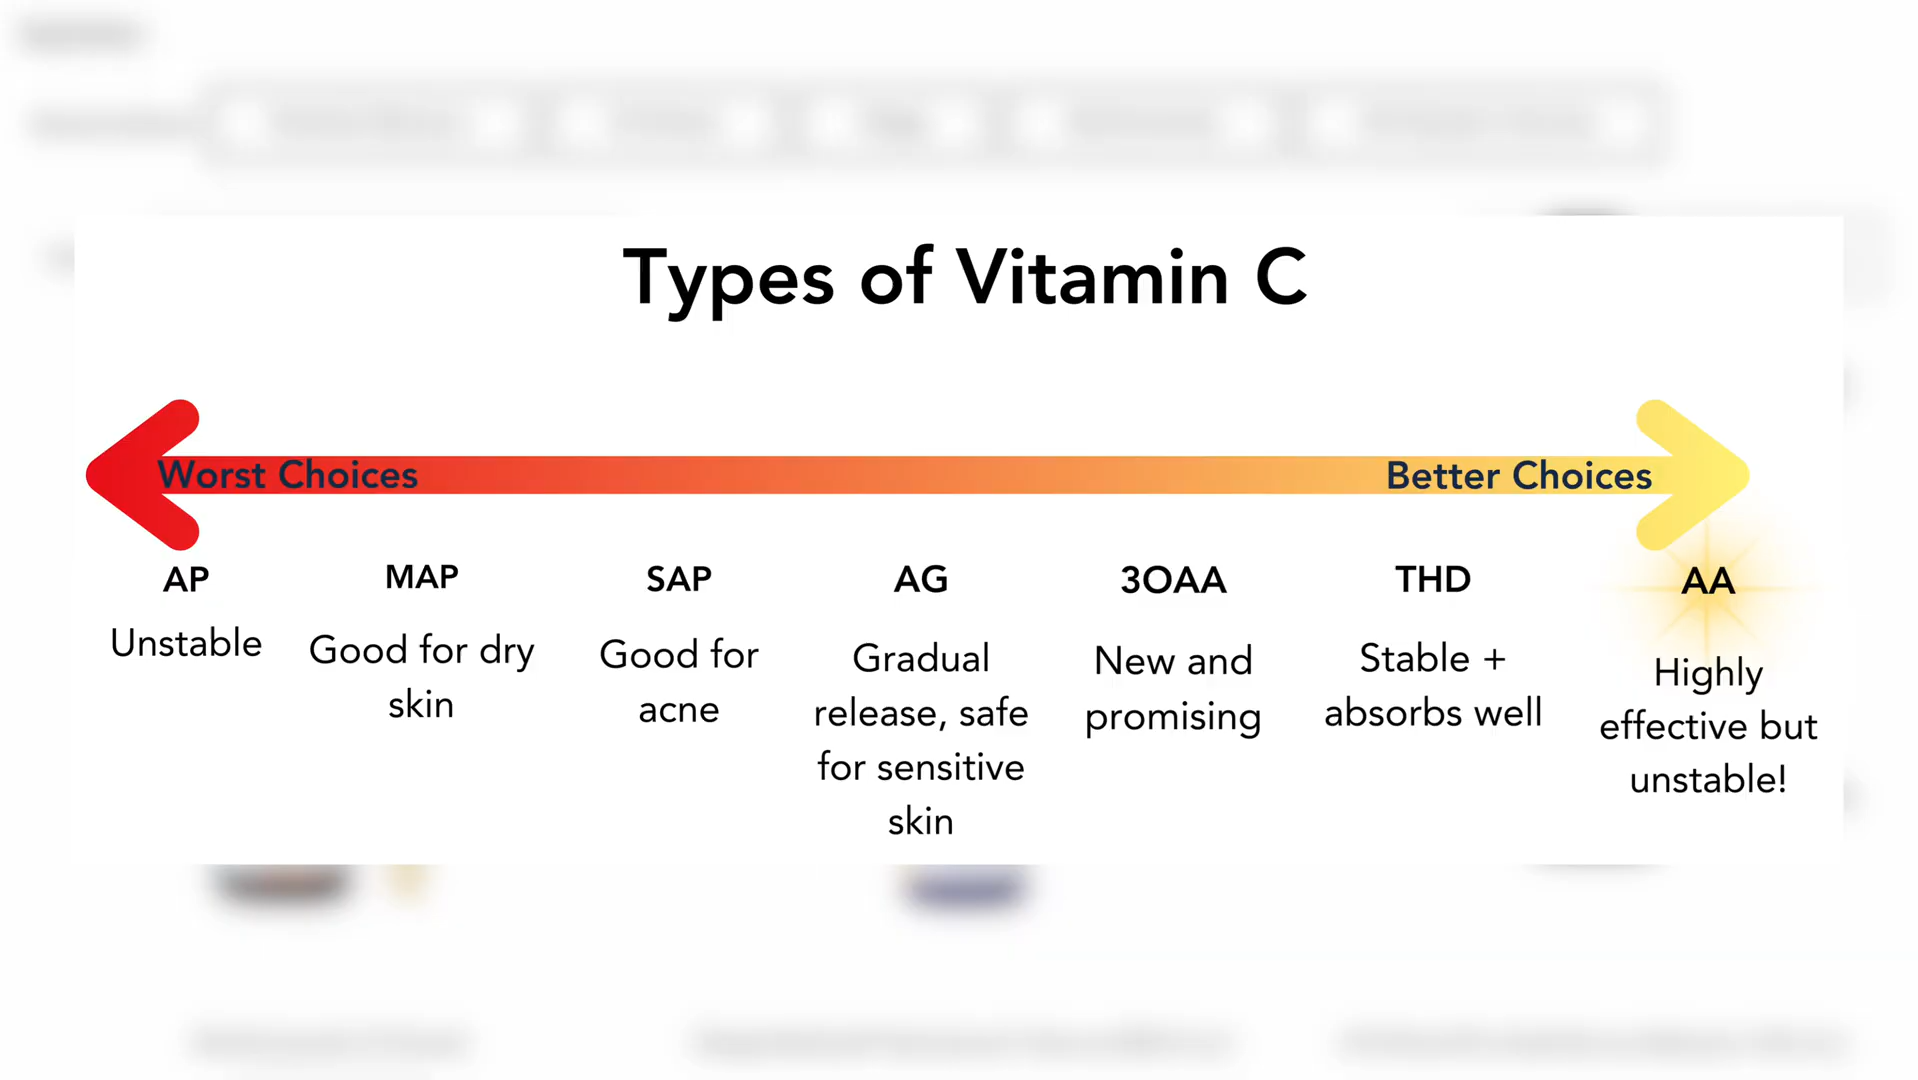 Types of Vitamin C
Worst Choices
Better Choices
AP
Unstable
MAP
Good for dry
skin
SAP
Good for
acne
AG
Gradual
release, safe
for sensitive
skin
3OAA
New and
promising
THD
Stable +
absorbs well
AA
Highly
effective but
unstable!